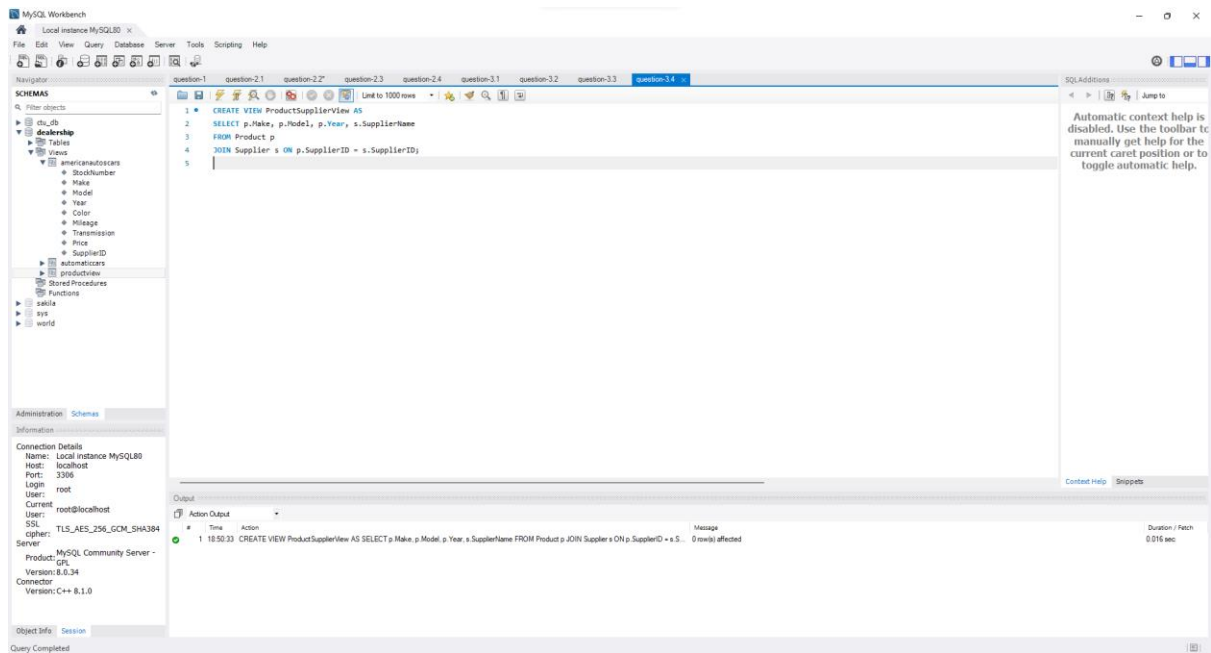 MySQL Workbench
Local instance MySQL80 ×
File Edit View Query Database Server Tools Scripting Help
Navigator
SCHEMAS
Filter objects
ctu_db
dealership
Tables
Views
americanautoscars
StockNumber
Make
Model
Year
Color
Mileage
Transmission
Price
SupplierID
automaticcars
productview
Stored Procedures
Functions
sakila
sys
world
Administration Schemas
Information
Connection Details
Name: Local instance MySQL80
Host: localhost
Port: 3306
Login User: root
Current User: root@localhost
SSL cipher: TLS_AES_256_GCM_SHA384
Server
Product: MySQL Community Server - GPL
Version: 8.0.34
Connector
Version: C++ 8.1.0
Object Info Session
Query Completed
question-1 question-2.1 question-2.2* question-2.3 question-2.4 question-3.1 question-3.2 question-3.3 question-3.4 ×
Limit to 1000 rows
1 CREATE VIEW ProductSupplierView AS
2 SELECT p.Make, p.Model, p.Year, s.SupplierName
3 FROM Product p
4 JOIN Supplier s ON p.SupplierID = s.SupplierID;
5
Output
Action Output
# Time Action Message Duration / Fetch
1 18:50:33 CREATE VIEW ProductSupplierView AS SELECT p.Make, p.Model, p.Year, s.SupplierName FROM Product p JOIN Supplier s ON p.SupplierID = s.S... 0 row(s) affected 0.016 sec
SQLAdditions
Jump to
Automatic context help is
disabled. Use the toolbar to
manually get help for the
current caret position or to
toggle automatic help.
Context Help Snippets